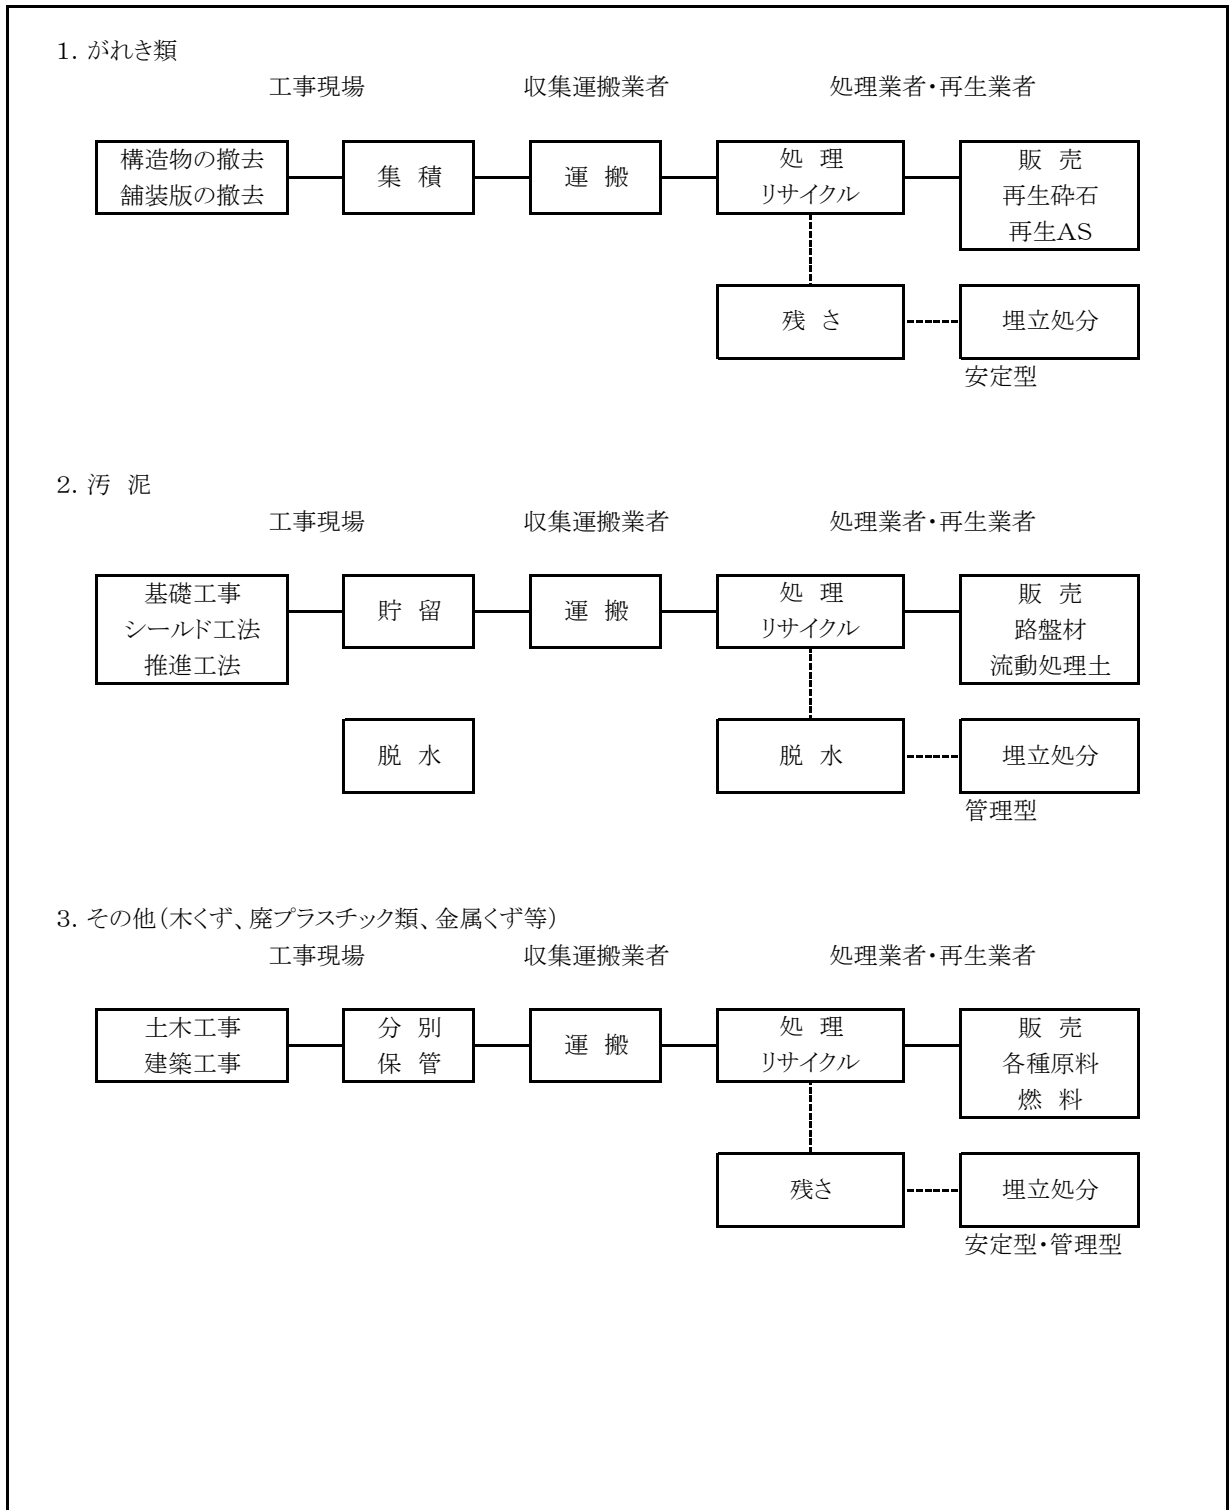 1. がれき類
工事現場 収集運搬業者 処理業者・再生業者
構造物の撤去
舗装版の撤去
集 積
運 搬
処 理
リサイクル
販 売
再生砕石
再生AS
残 さ
埋立処分
安定型
2. 汚 泥
工事現場 収集運搬業者 処理業者・再生業者
基礎工事
シールド工法
推進工法
貯 留
運 搬
処 理
リサイクル
販 売
路盤材
流動処理土
脱 水
脱 水
埋立処分
管理型
3. その他(木くず、廃プラスチック類、金属くず等)
工事現場 収集運搬業者 処理業者・再生業者
土木工事
建築工事
分 別
保 管
運 搬
処 理
リサイクル
販 売
各種原料
燃 料
残さ
埋立処分
安定型・管理型